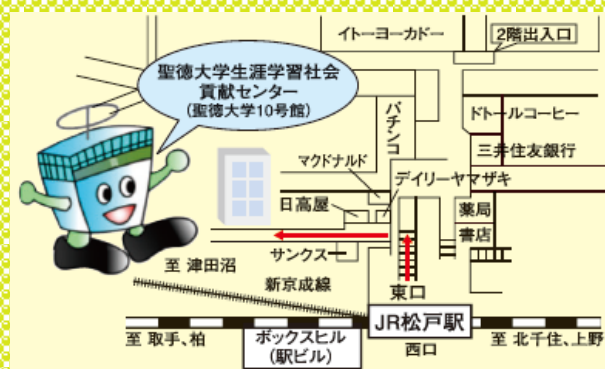 イトーヨーカドー
2階出入口
聖徳大学生涯学習社会
貢献センター
(聖徳大学10号館)
パチンコ
ドトールコーヒー
三井住友銀行
マクドナルド
デイリーヤマザキ
日高屋
薬局
書店
サンクス
至 津田沼
新京成線
東口
JR松戸駅
至 取手、柏
ボックスヒル
(駅ビル)
西口
至 北千住、上野